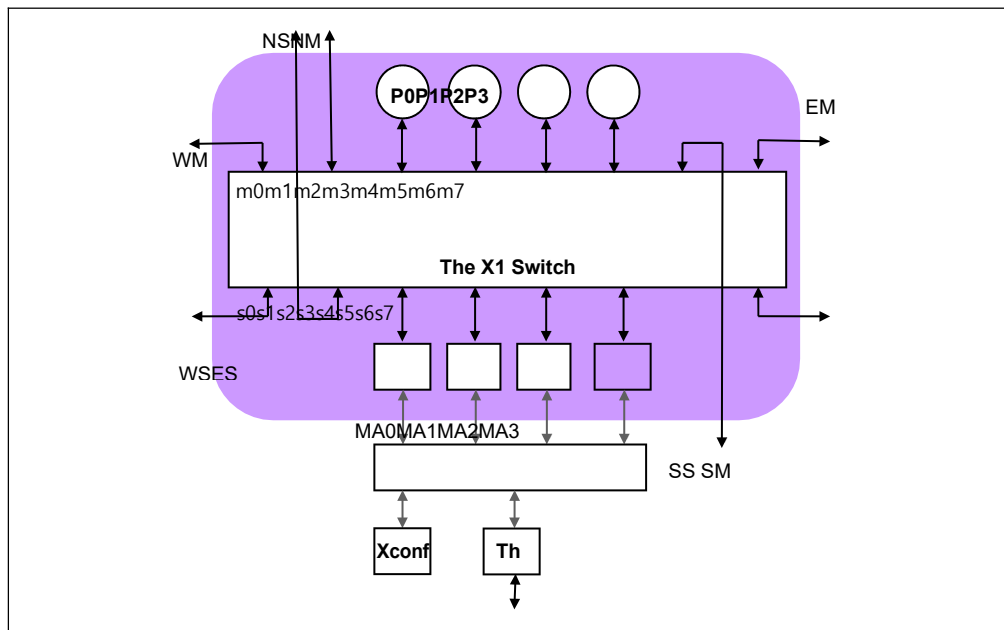 NSNM
P0P1P2P3
EM
WM
m0m1m2m3m4m5m6m7
The X1 Switch
s0s1s2s3s4s5s6s7
WSES
MA0MA1MA2MA3
SS SM
Xconf
Th